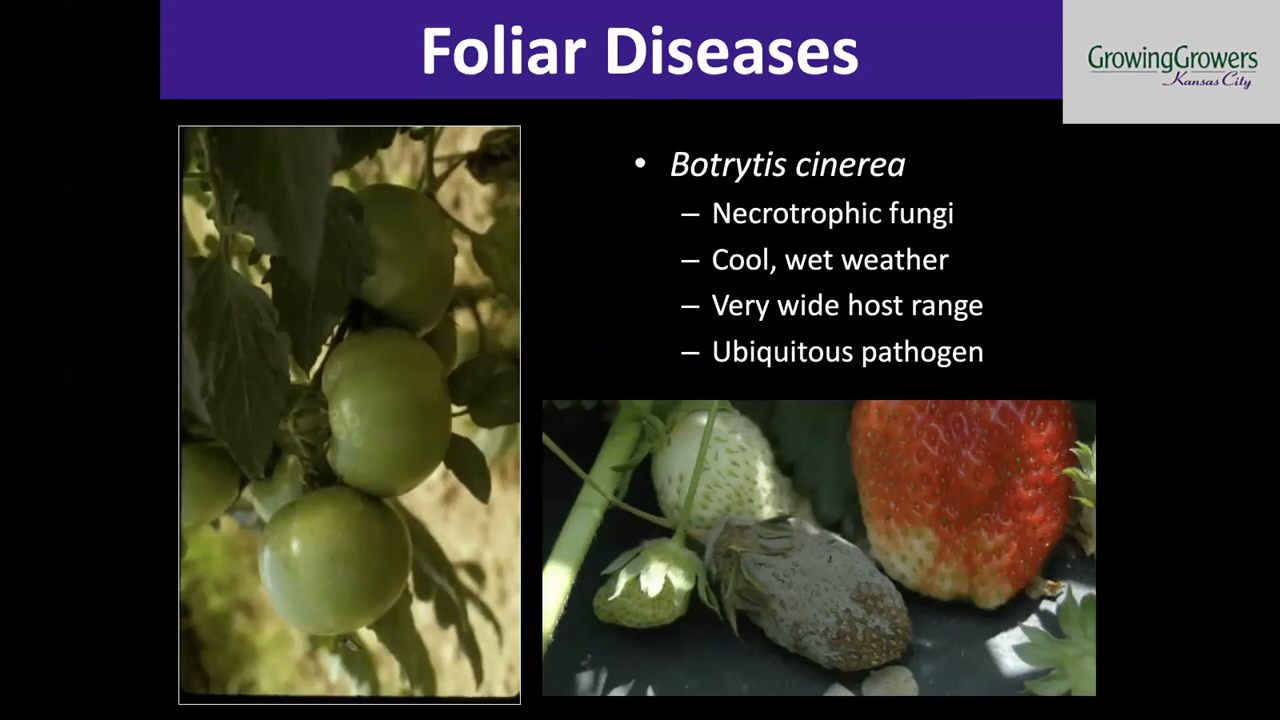 Foliar Diseases
GrowingGrowers
Kansas City
• Botrytis cinerea
– Necrotrophic fungi
– Cool, wet weather
– Very wide host range
– Ubiquitous pathogen